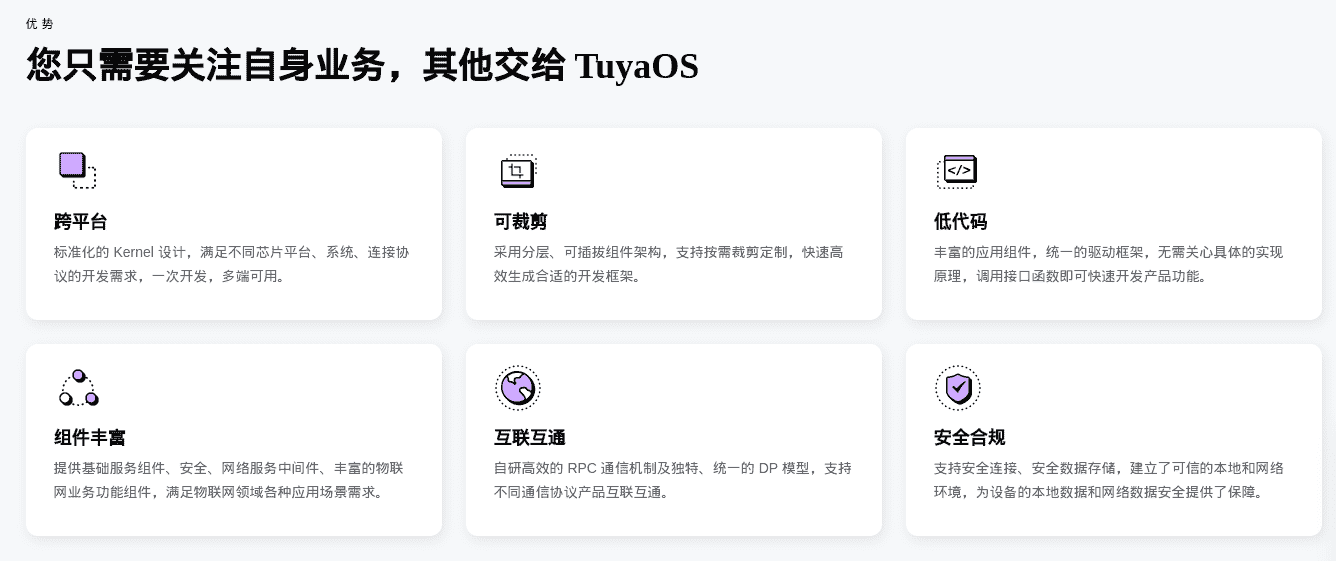 优势
您只需要关注自身业务，其他交给 TuyaOS
跨平台
标准化的 Kernel 设计，满足不同芯片平台、系统、连接协
议的开发需求，一次开发，多端可用。
可裁剪
采用分层、可插拔组件架构，支持按需裁剪定制，快速高
效生成合适的开发框架。
低代码
丰富的应用组件，统一的驱动框架，无需关心具体的实现
原理，调用接口函数即可快速开发产品功能。
组件丰富
提供基础服务组件、安全、网络服务中间件、丰富的物联
网业务功能组件，满足物联网领域各种应用场景需求。
互联互通
自研高效的 RPC 通信机制及独特、统一的 DP 模型，支持
不同通信协议产品互联互通。
安全合规
支持安全连接、安全数据存储，建立了可信的本地和网络
环境，为设备的本地数据和网络数据安全提供了保障。